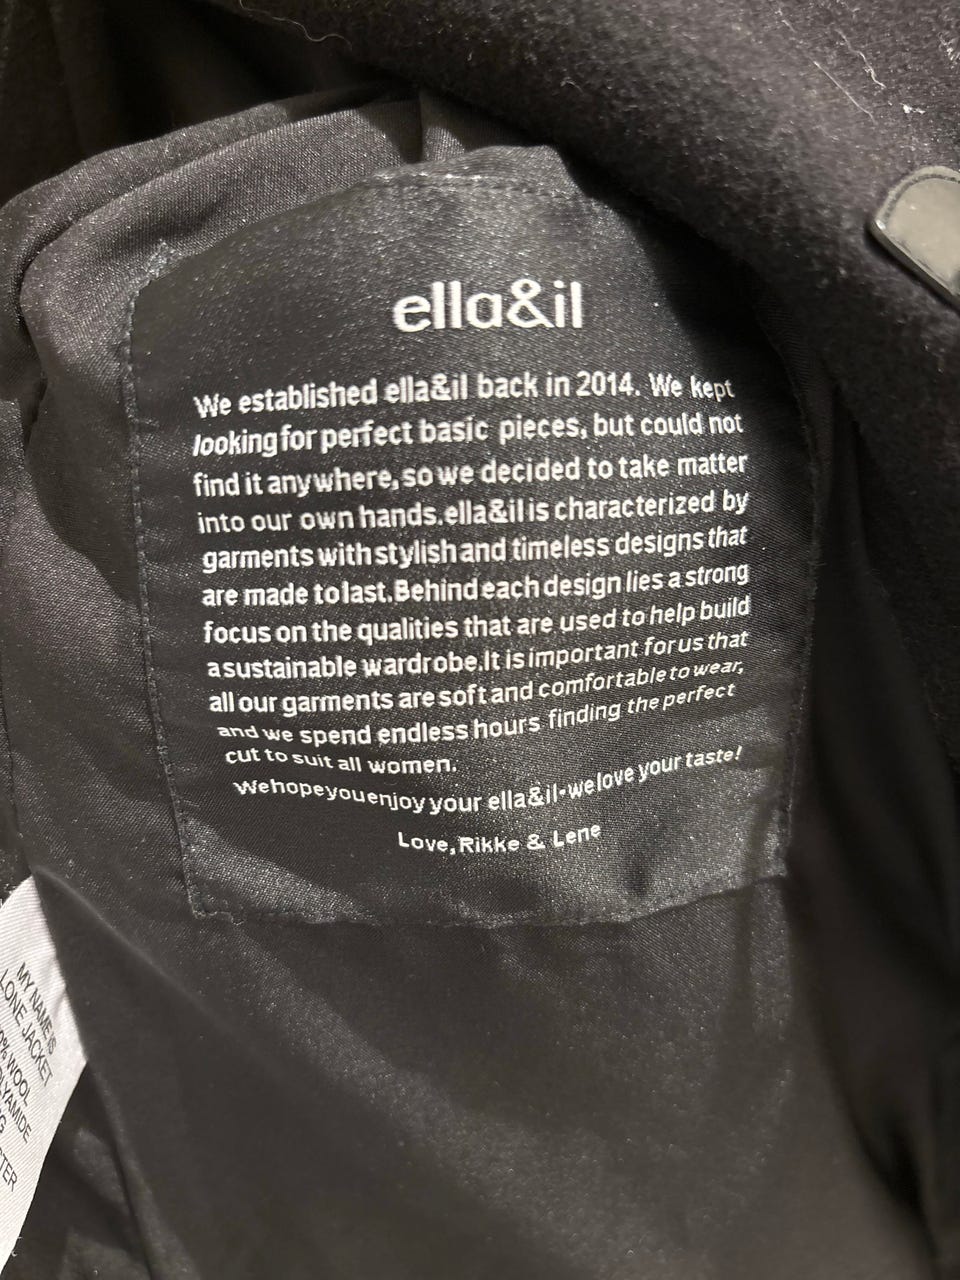 ella&il
We established ella&il back in 2014. We kept
looking for perfect basic pieces, but could not
find it anywhere, so we decided to take matter
into our own hands.ella&il is characterized by
garments with stylish and timeless designs that
are made to last.Behind each design lies a strong
focus on the qualities that are used to help build
a sustainable wardrobe.It is important for us that
all our garments are soft and comfortable to wear,
and we spend endless hours finding the perfect
cut to suit all women.
We hope you enjoy your ella&il-we love your taste!
Love, Rikke & Lene
MY NAME IS
LONE JACKET
WOOL